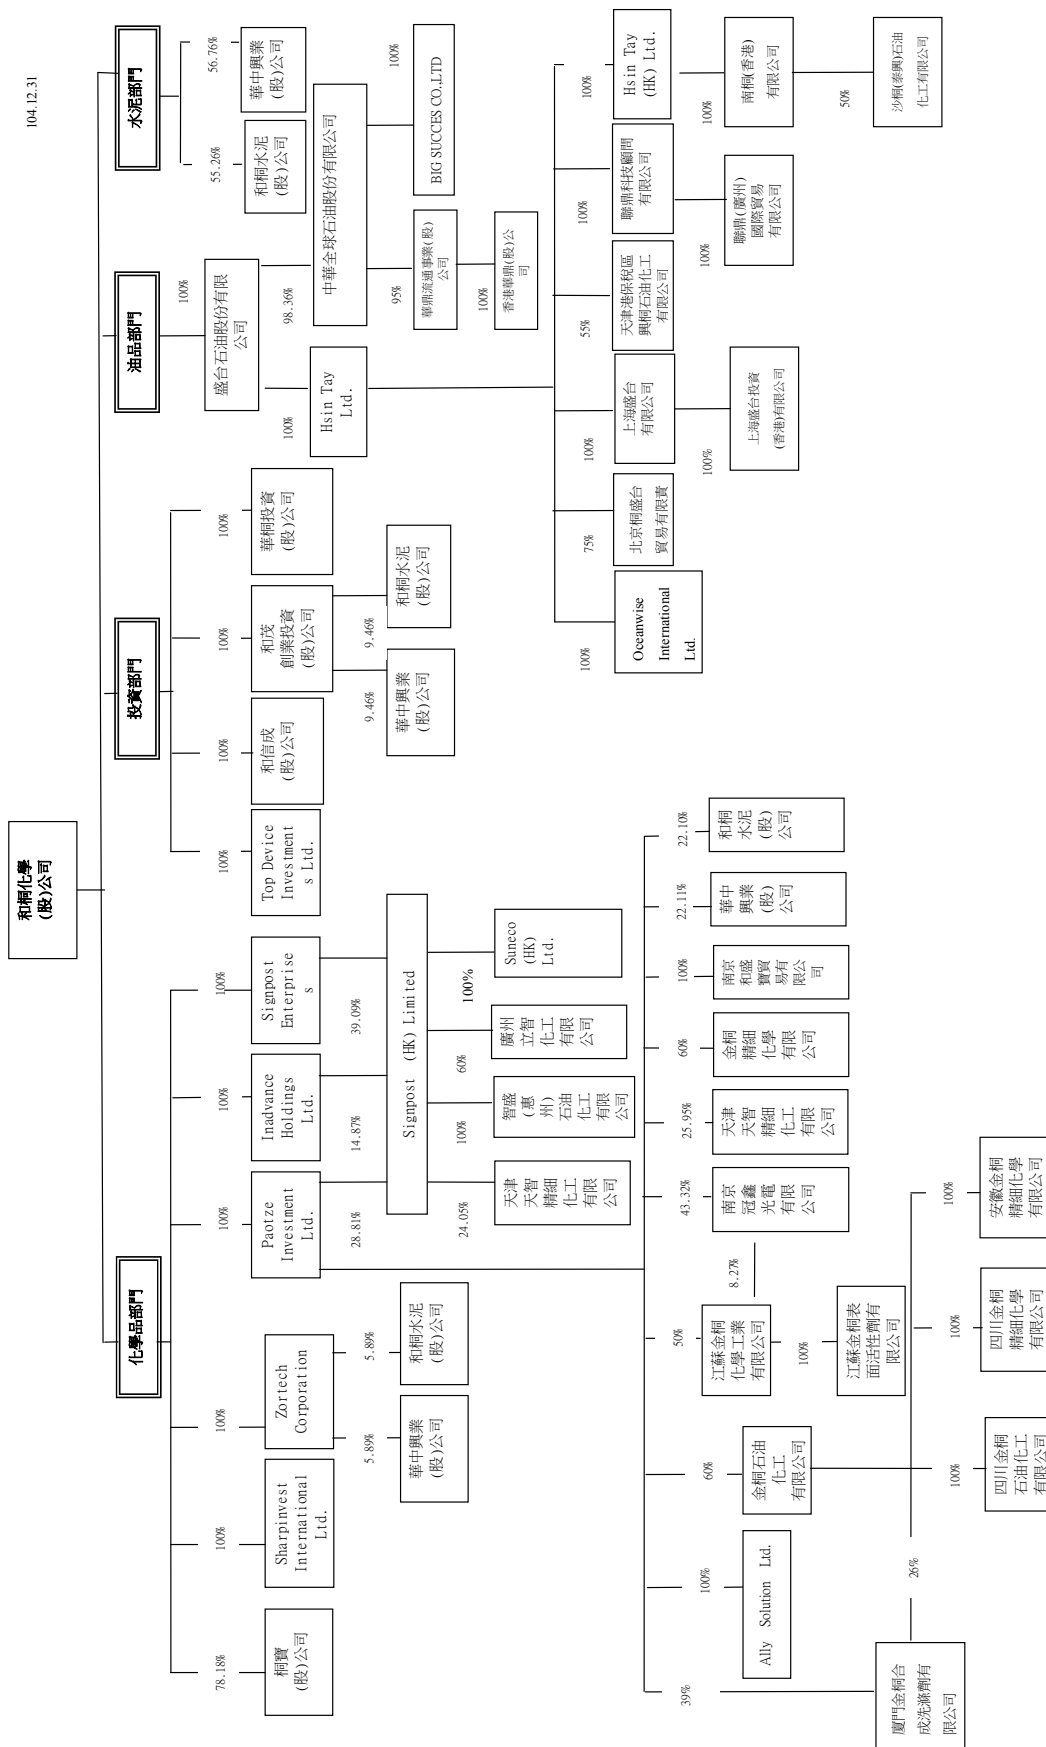 104.12.31
和桐化學
(股)公司
化學品部門
投資部門
油品部門
水泥部門
78.18%
桐寶
(股)公司
100%
Sharpinvest
International
Ltd.
100%
Zortech
Corporation
5.89%
華中興業
(股)公司
5.89%
和桐水泥
(股)公司
100%
Paotze
Investment
Ltd.
100%
Inadvance
Holdings
Ltd.
100%
Signpost
Enterprise
s
28.81%
14.87%
39.09%
Signpost (HK) Limited
24.05%
天津
天智
精細
化工
有限
公司
100%
智盛
(惠
州)
石油
化工
有限
公司
60%
廣州
立智
化工
有限
公司
100%
Suneco
(HK)
Ltd.
39%
廈門金桐合
成洗滌劑有
限公司
100%
Ally Solution Ltd.
60%
金桐石油
化工
有限公司
50%
江蘇金桐
化學工業
有限公司
8.27%
100%
江蘇金桐表
面活性劑有
限公司
43.32%
南京
冠鑫
光電
有限
公司
25.95%
天津
天智
精細
化工
有限
公司
60%
金桐
精細
化學
有限
公司
100%
南京
和盛
寶貿
易有
限公
司
22.11%
華中
興業
(股)
公司
22.10%
和桐
水泥
(股)
公司
26%
100%
四川金桐
石油化工
有限公司
100%
四川金桐
精細化學
有限公司
100%
安徽金桐
精細化學
有限公司
100%
Top Device
Investment
s Ltd.
100%
和信成
(股)公司
100%
和茂
創業投資
(股)公司
9.46%
華中興業
(股)公司
9.46%
和桐水泥
(股)公司
100%
華桐投資
(股)公司
100%
盛台石油股份有限
公司
100%
Hsin Tay
Ltd.
98.36%
中華全球石油股份有限公司
95%
華鼎流通事業(股)
公司
100%
香港華鼎(股)公
司
100%
BIG SUCCES CO.,LTD
100%
Oceanwise
International
Ltd.
75%
北京桐盛台
貿易有限責
100%
上海盛台
有限公司
100%
上海盛台投資
(香港)有限公司
55%
天津港保稅區
興桐石油化工
有限公司
100%
聯鼎科技顧問
有限公司
100%
聯鼎(廣州)
國際貿易
有限公司
100%
Hsin Tay
(HK) Ltd.
100%
南桐(香港)
有限公司
50%
沙桐(泰興)石油
化工有限公司
55.26%
和桐水泥
(股)公司
56.76%
華中興業
(股)公司